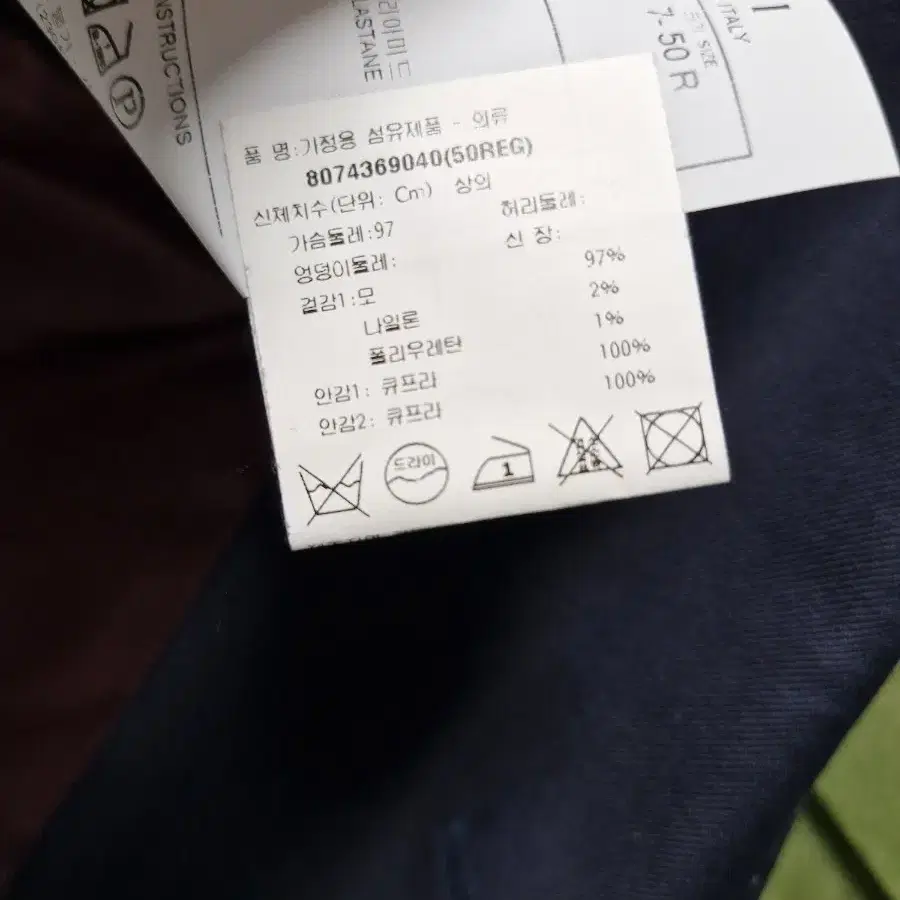 INSTRUCTIONS
LASTANE
ITALY
SIZE
7-50 R
P
품 명:가정용 섬유제품 - 의류
8074369040(50REG)
신체치수(단위: Cm) 상의
가슴둘레:97 허리둘레:
엉덩이둘레: 신 장:
겉감1:모 97%
나일론 2%
폴리우레탄 1%
안감1: 큐프라 100%
안감2: 큐프라 100%
드라이
1